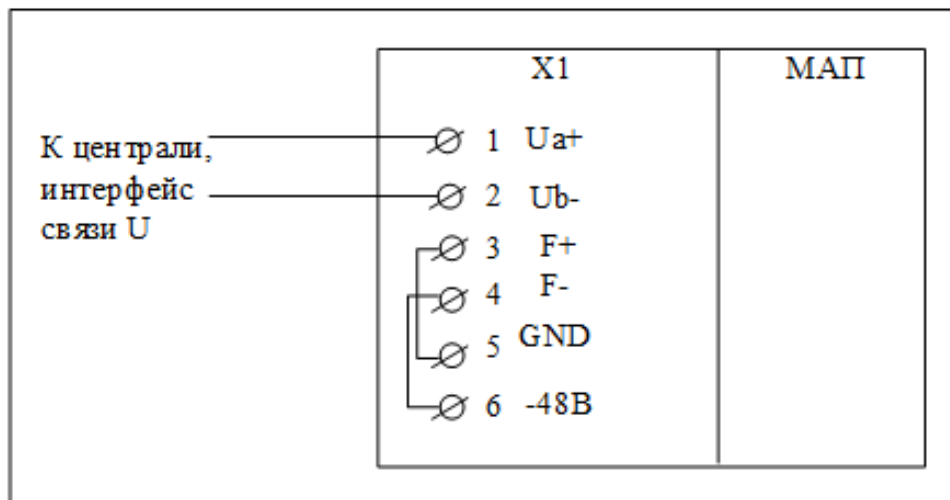 X1
МАП
К централи,
интерфейс
связи U
1 Ua+
2 Ub-
3 F+
4 F-
5 GND
6 -48В